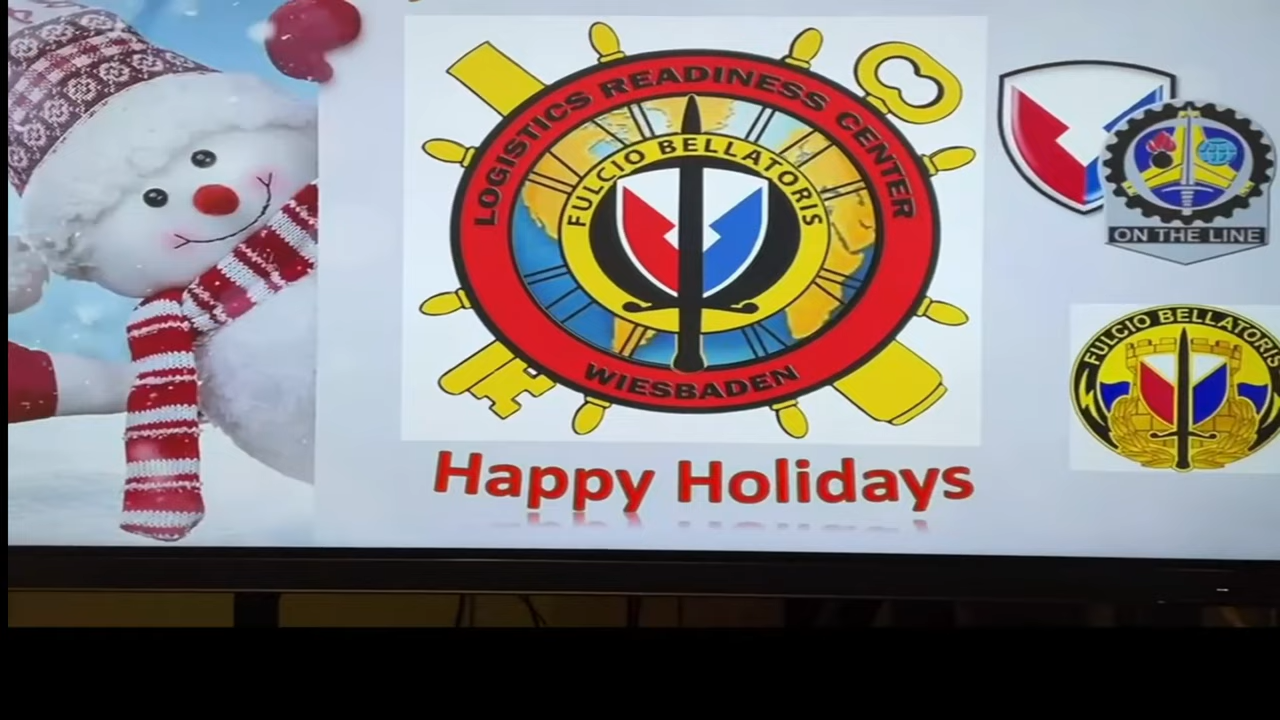 LOGISTICS READINESS CENTER
FULCIO BELLATORIS
WIESBADEN
ON THE LINE
FULCIO BELLATORIS
Happy Holidays